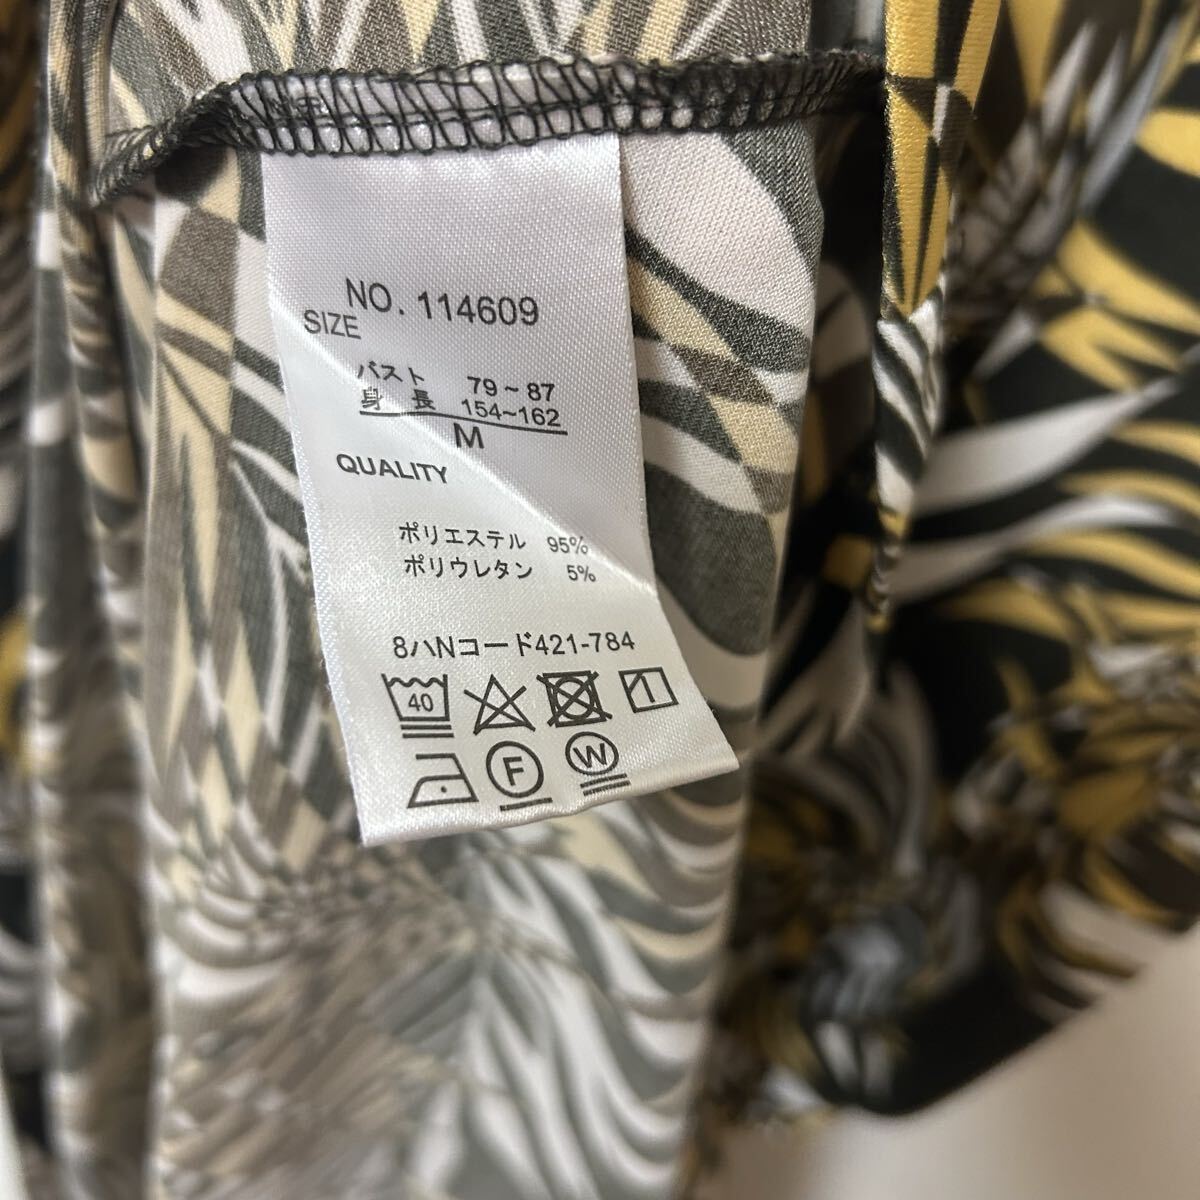 NO. 114609
SIZE
バスト 79~87
身 長 154~162
M
QUALITY
ポリエステル 95%
ポリウレタン 5%
8ハNコード421-784
40
F W